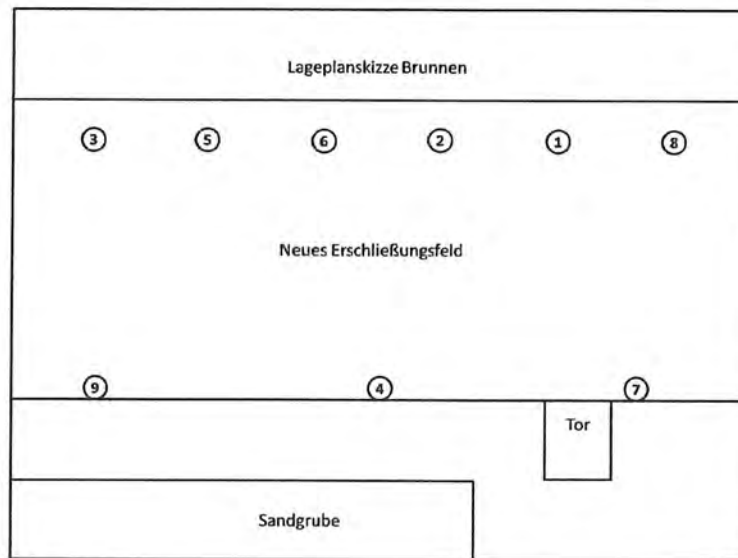 Lageplanskizze Brunnen
3 5 6 2 1 8
Neues Erschließungsfeld
9 4 7
Tor
Sandgrube